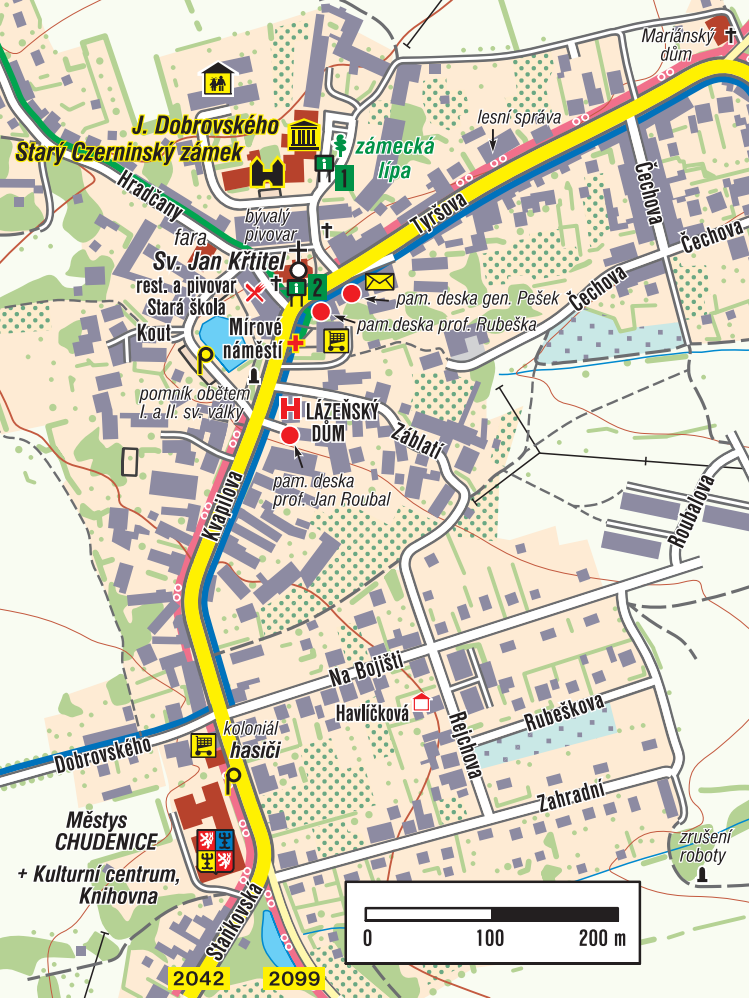 Mariánský
dům
lesní správa
J. Dobrovského
Starý Czerninský zámek
zámecká
lípa
i
1
Čechova
Hradčany
Tyršova
bývalý
pivovar
fara
Sv. Jan Křtitel
Čechova
Čechova
rest. a pivovar
Stará škola
i
2
pam. deska gen. Pešek
pam.deska prof. Rubeška
Kout
Mírové
náměstí
P
pomník obětem
I. a II. sv. války
H LÁZEŇSKÝ
DŮM
Záblatí
pam. deska
prof. Jan Roubal
Kvapilova
Roubalova
Na Bojišti
Havlíčková
Rejchova
Rubeškova
Dobrovského
koloniál
hasiči
P
Zahradní
Městys
CHUDENICE
+ Kulturní centrum,
Knihovna
zrušení
roboty
Staňkovská
0 100 200 m
2042 2099